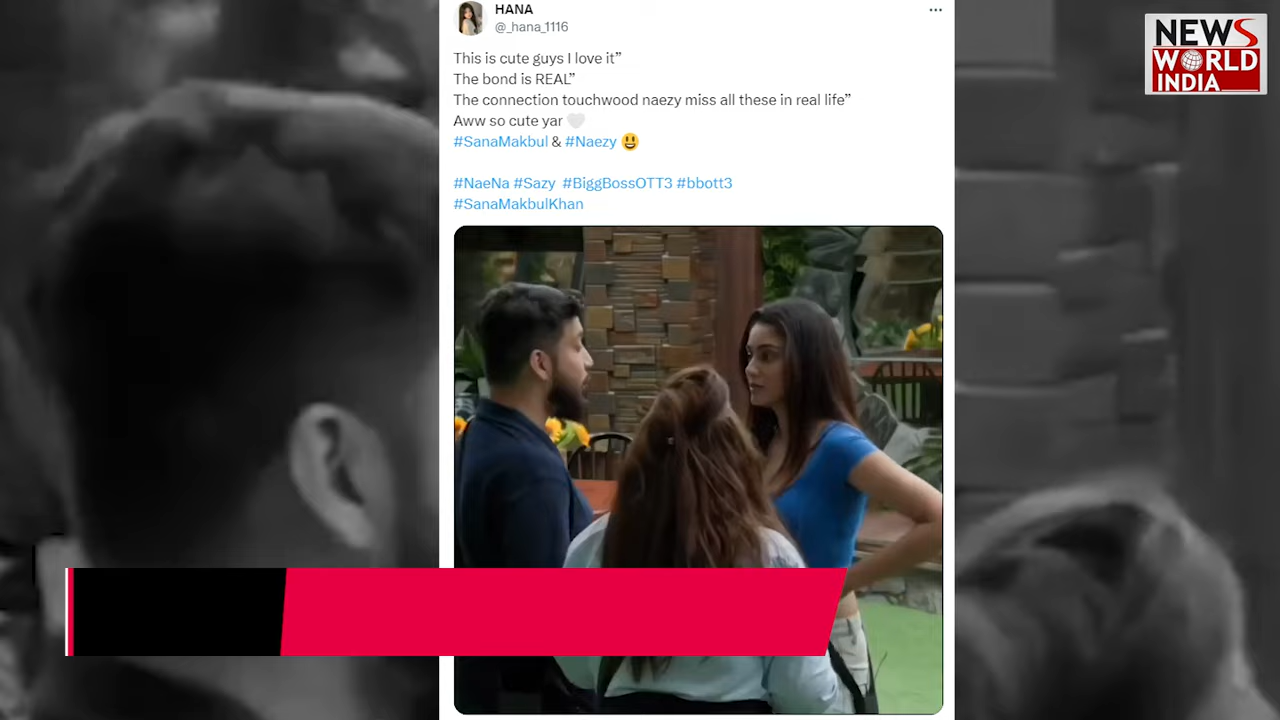 HANA
@_hana_1116
This is cute guys I love it”
The bond is REAL”
The connection touchwood naezy miss all these in real life”
Aww so cute yar 🤍
#SanaMakbul & #Naezy 😃
#NaeNa #Sazy #BiggBossOTT3 #bbott3
#SanaMakbulKhan
NEWS
WORLD
INDIA